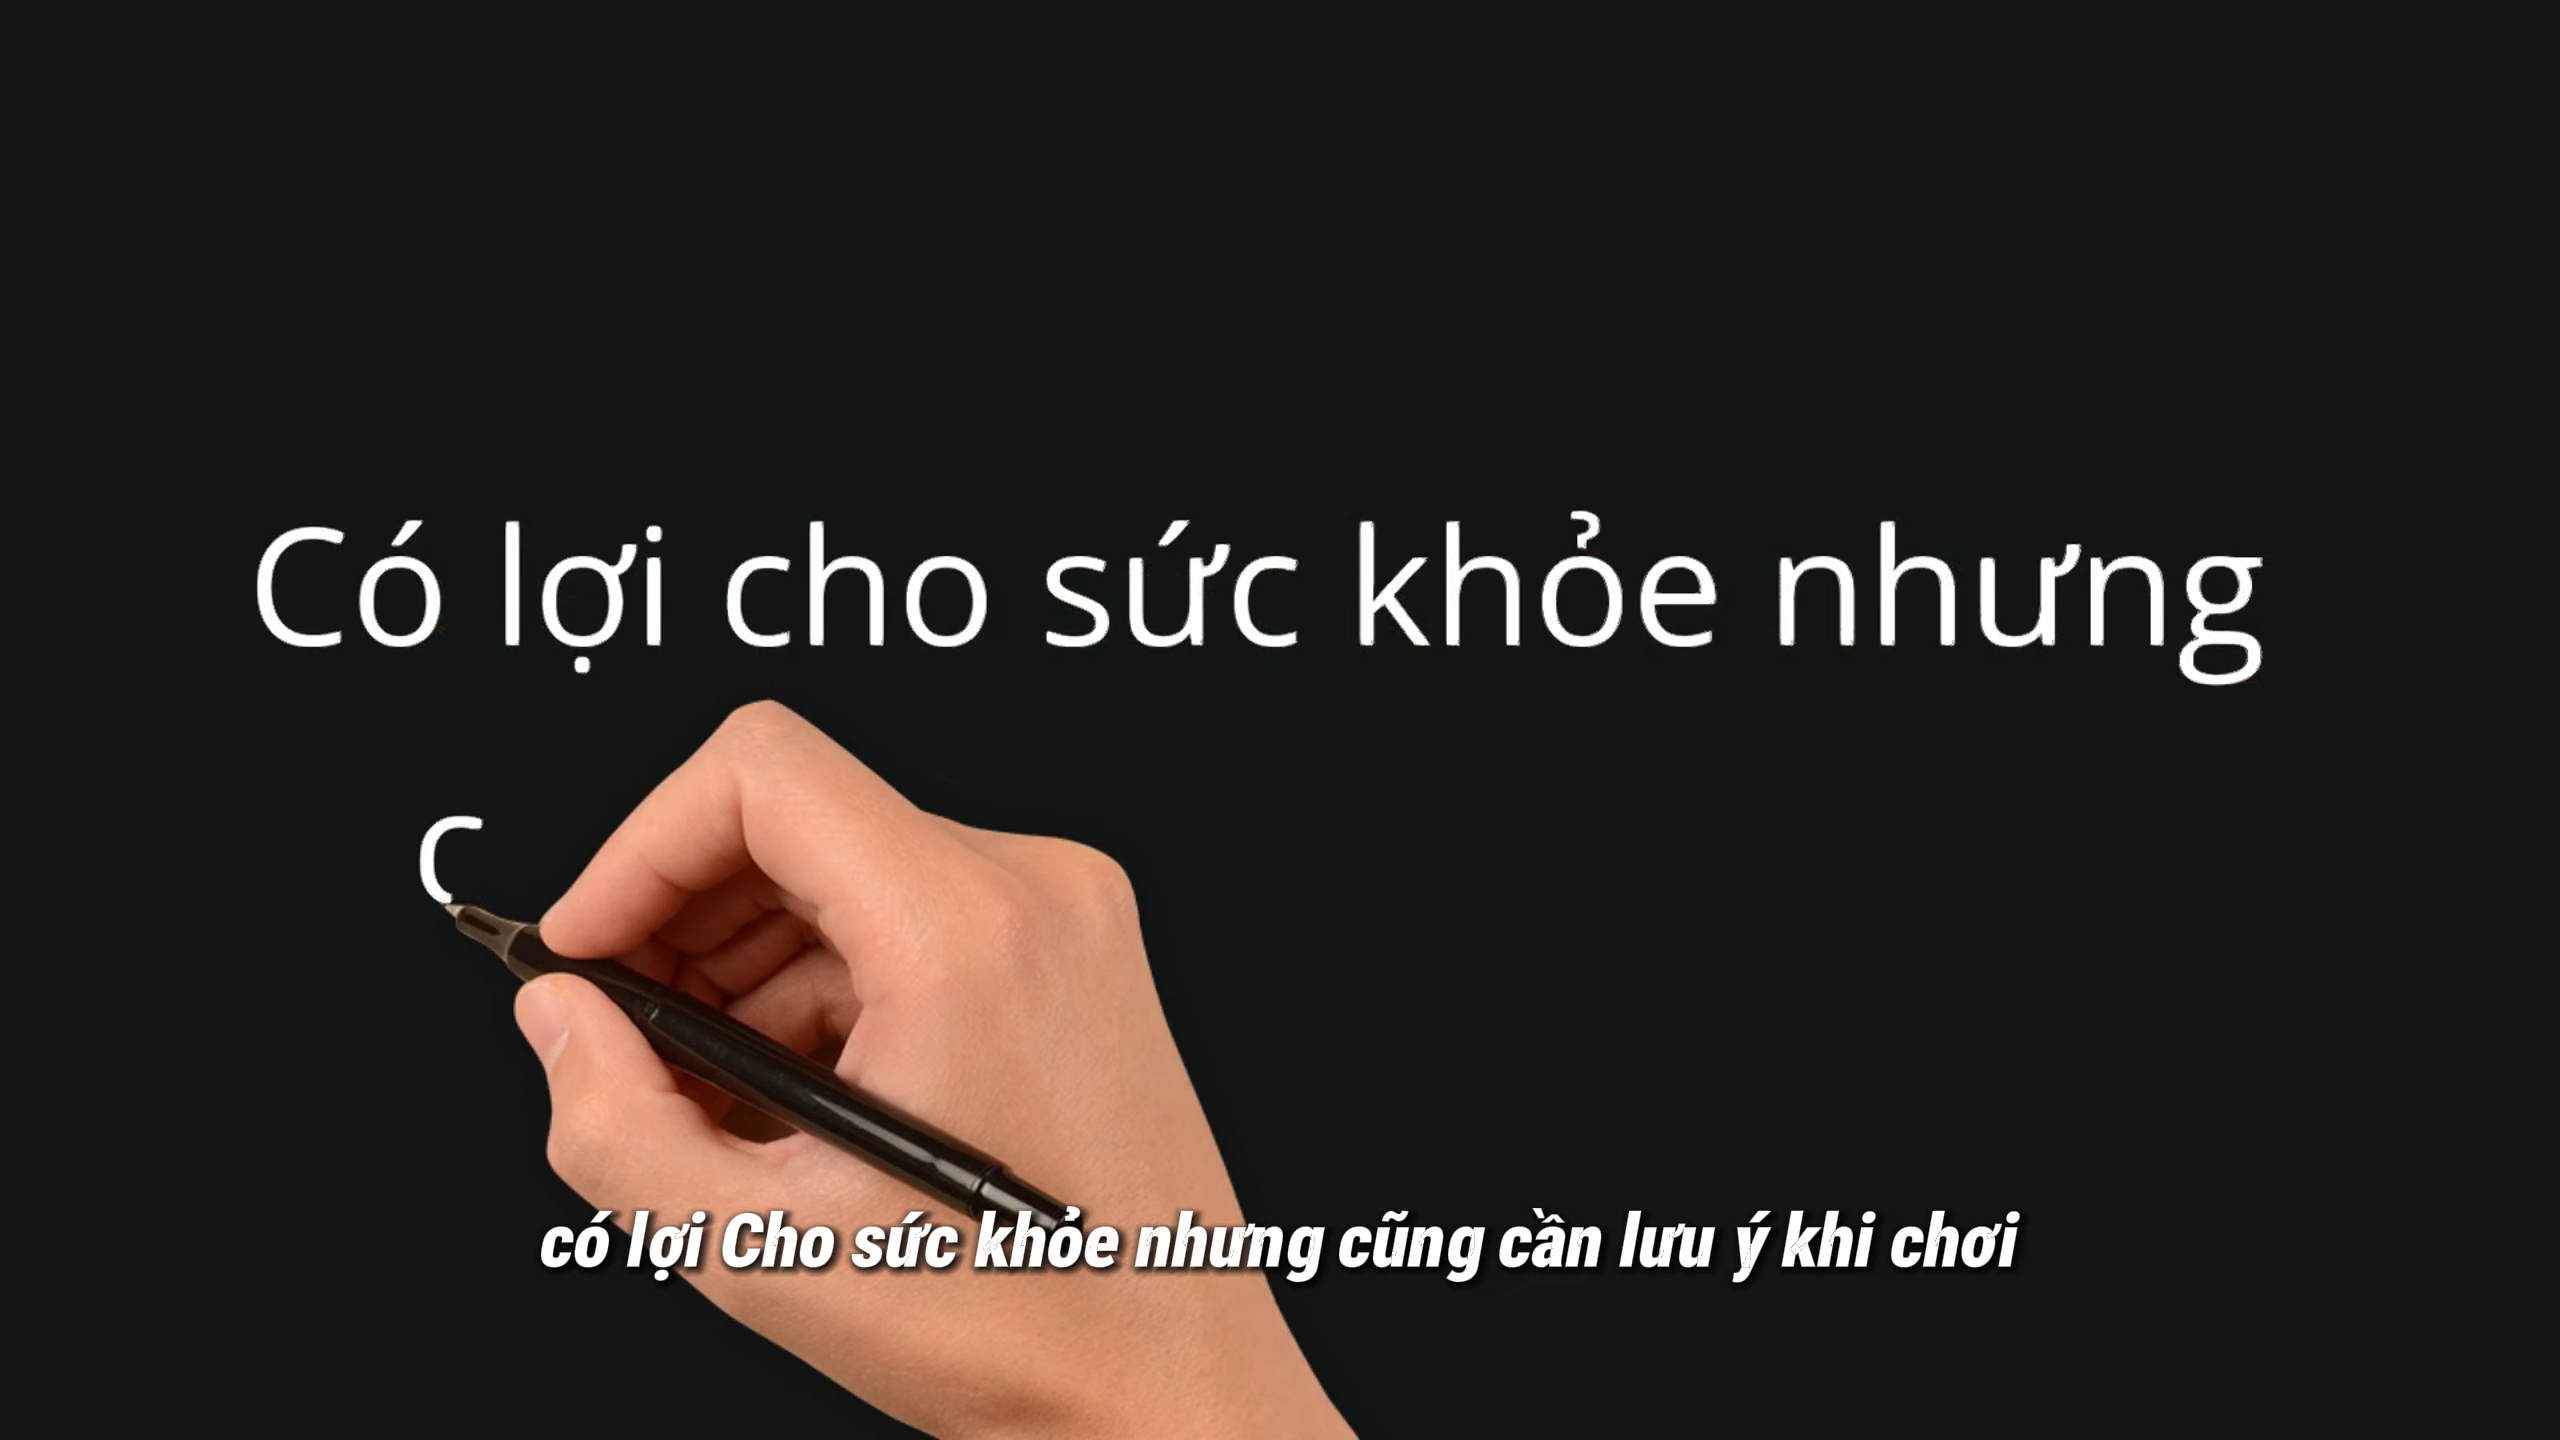 Có lợi cho sức khỏe nhưng
c
có lợi Cho sức khỏe nhưng cũng cần lưu ý khi chơi